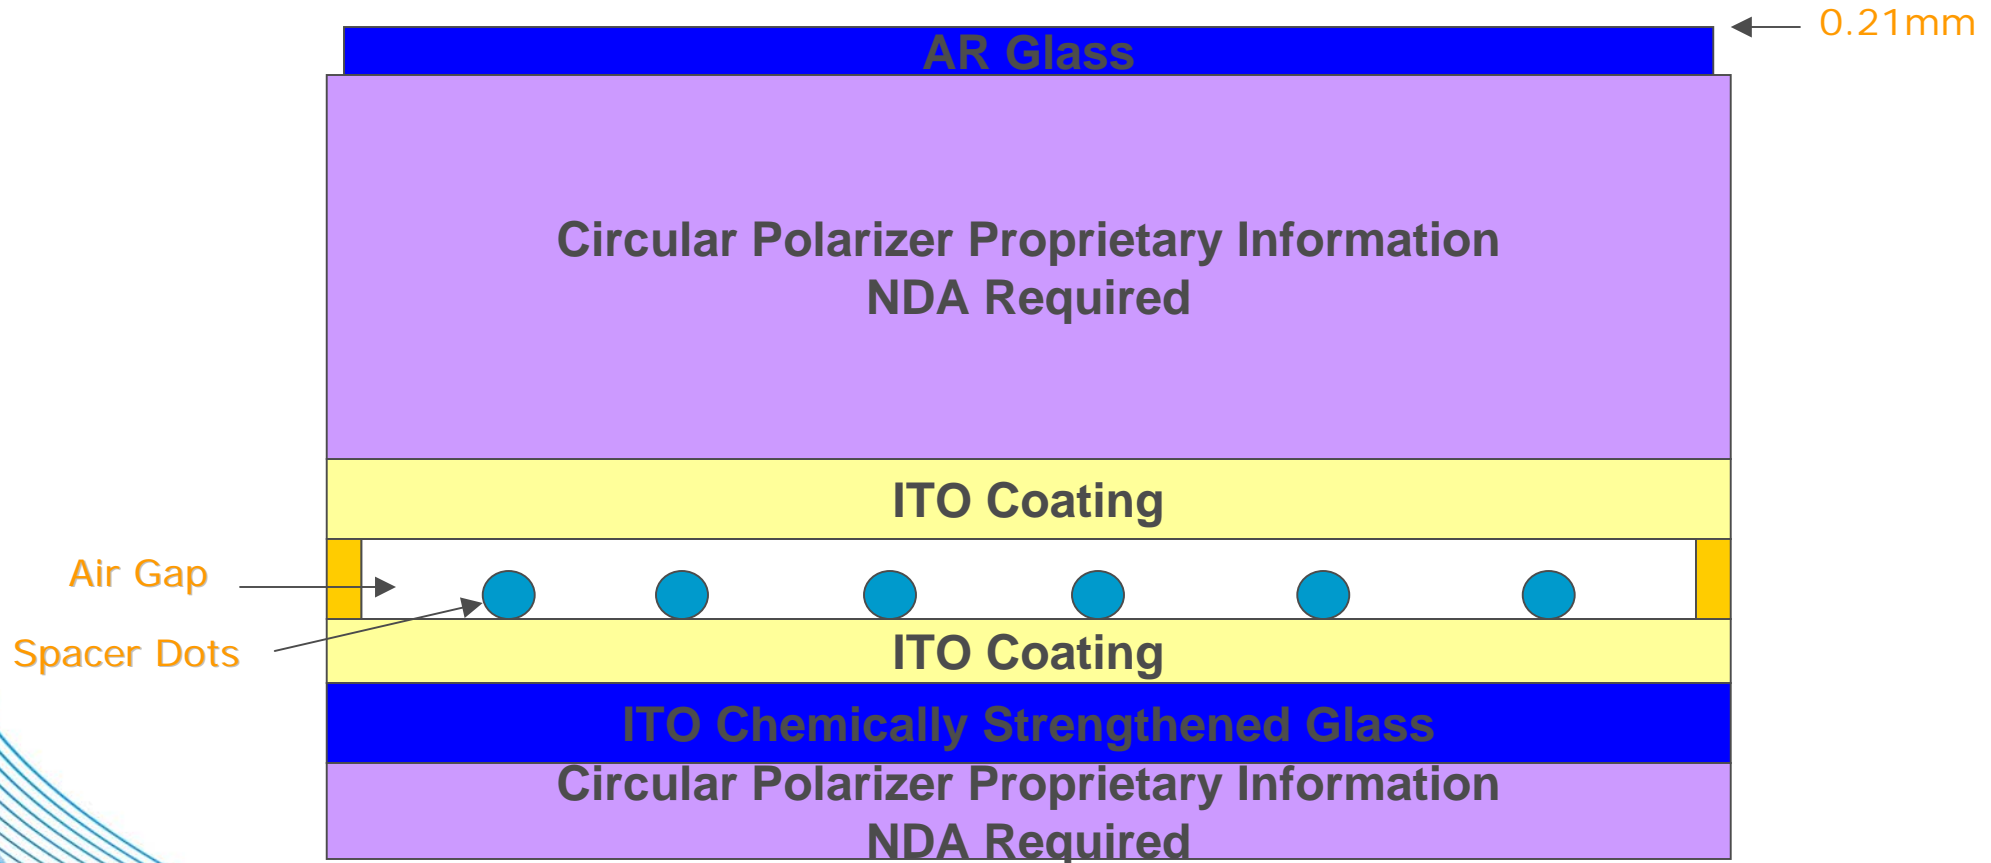 0.21mm
AR Glass
Circular Polarizer Proprietary Information
NDA Required
ITO Coating
Air Gap
Spacer Dots
ITO Coating
ITO Chemically Strengthened Glass
Circular Polarizer Proprietary Information
NDA Required